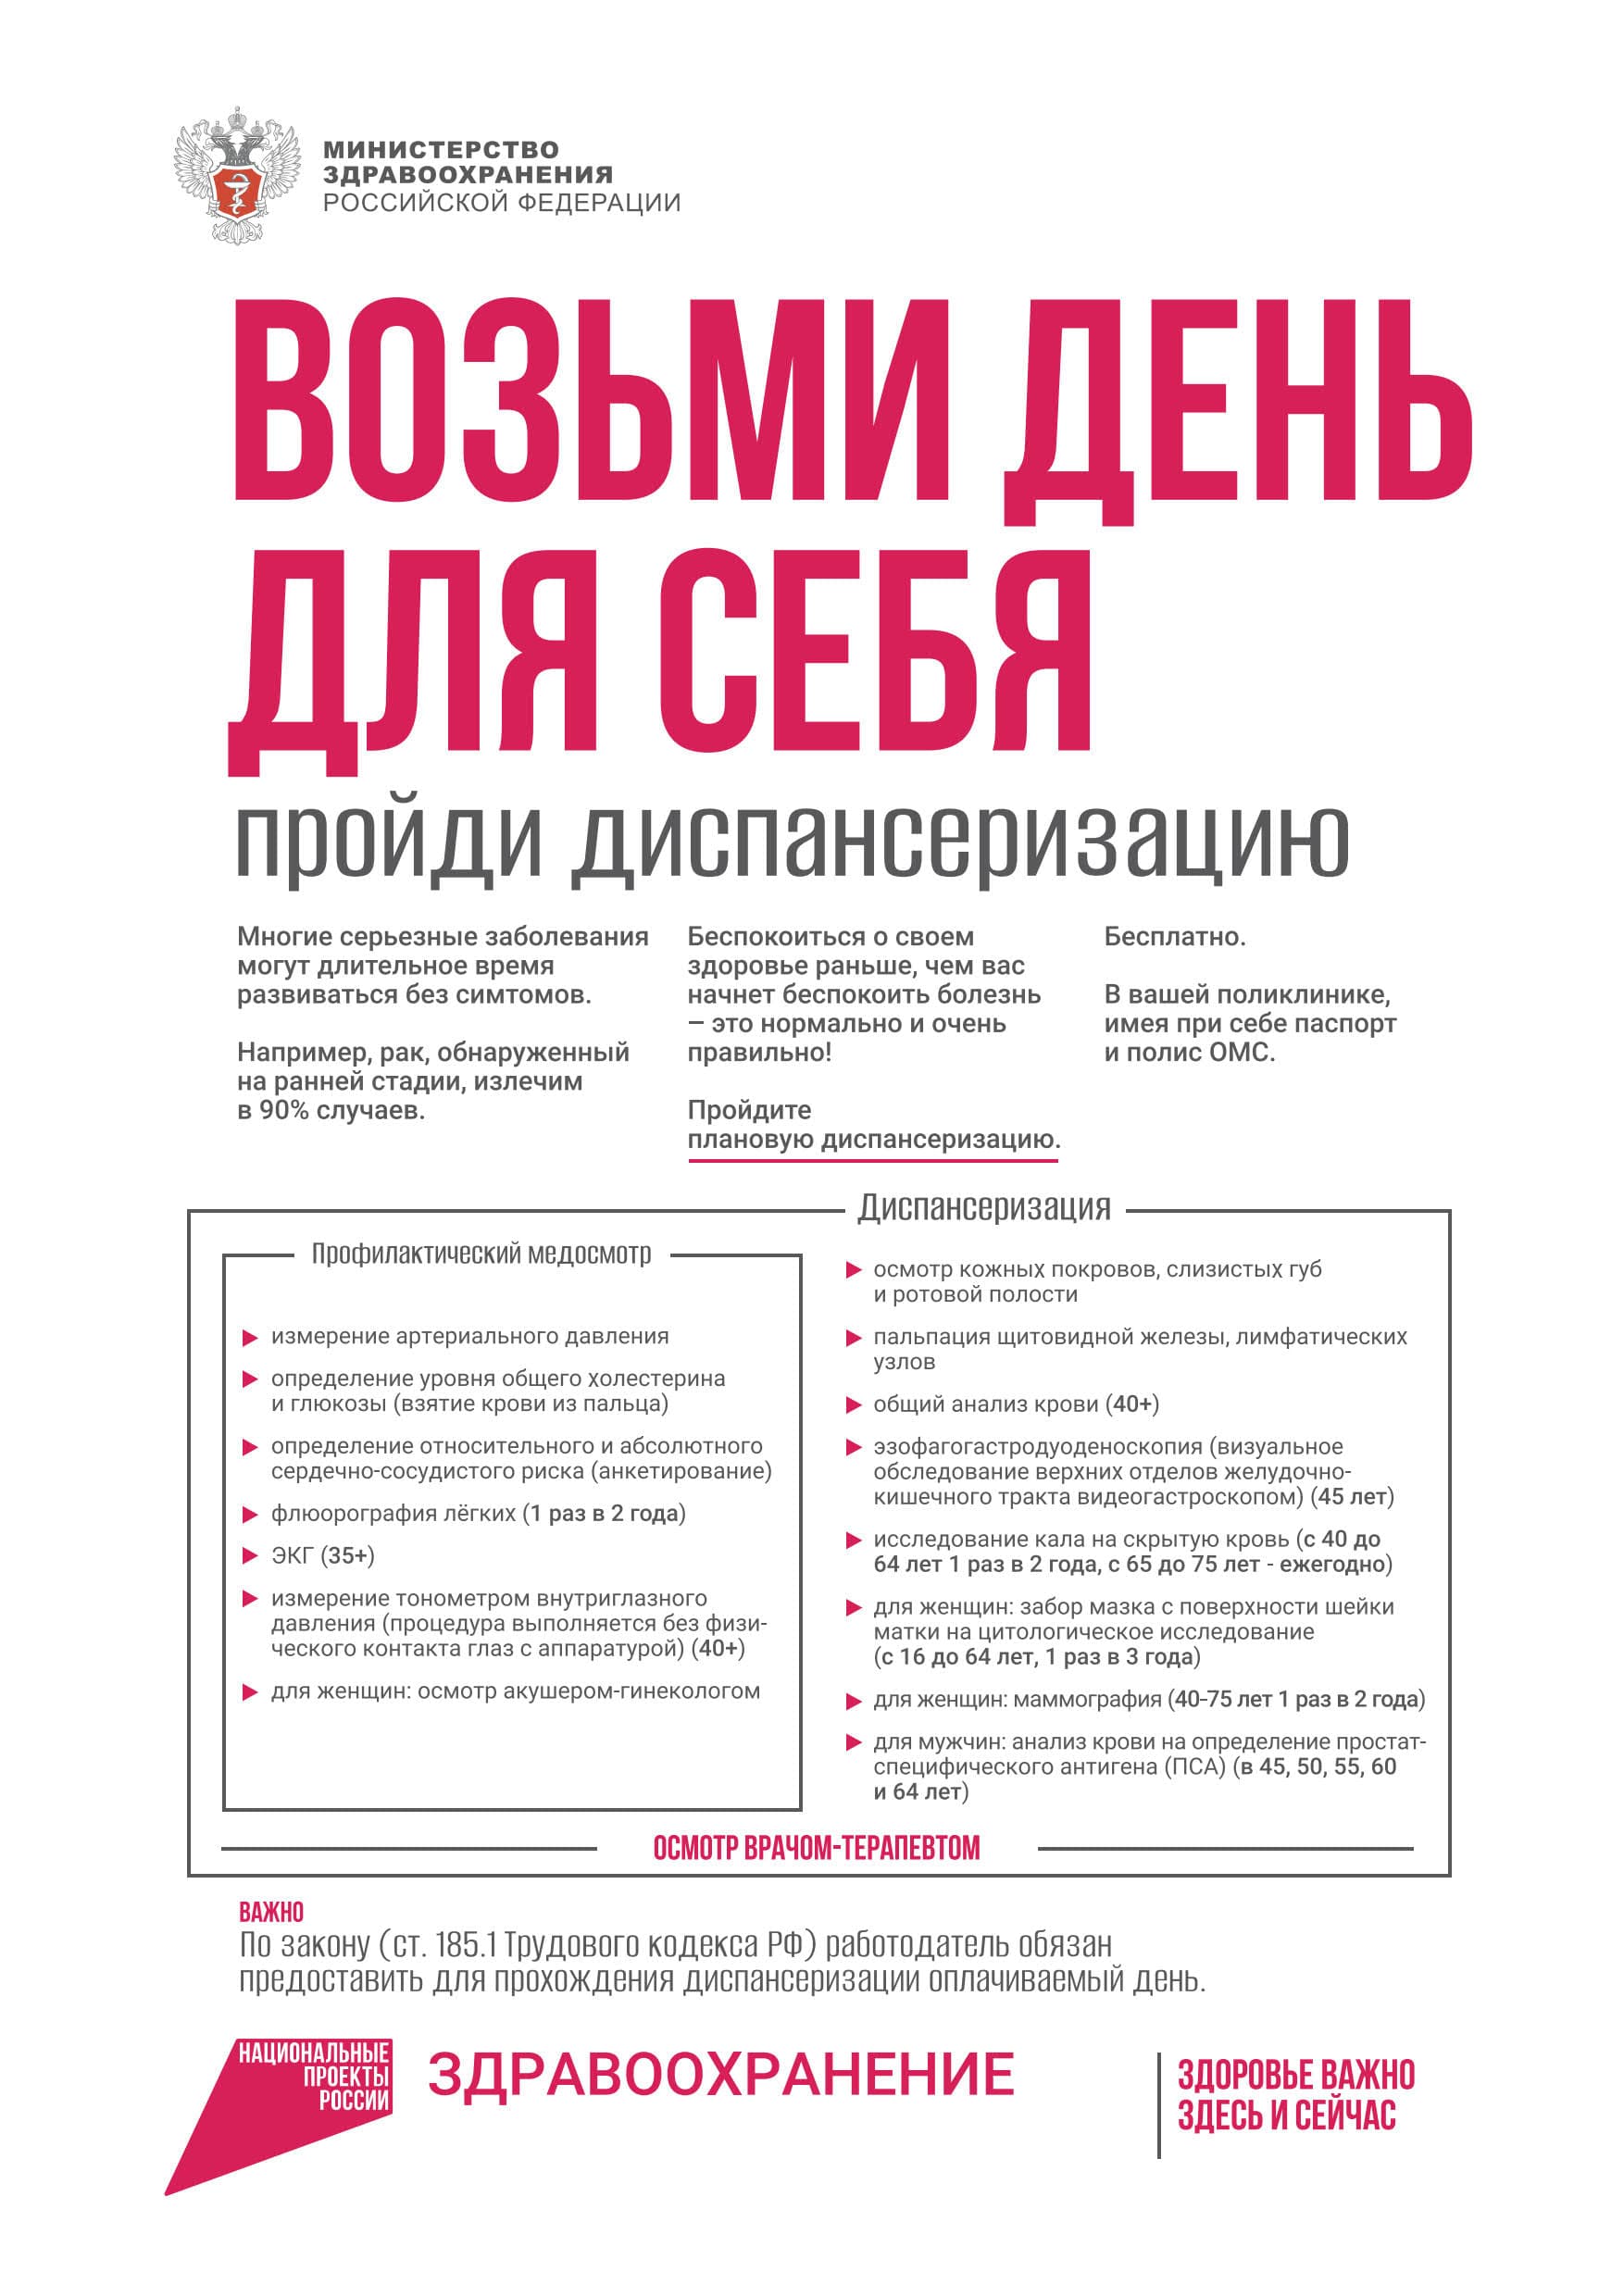 МИНИСТЕРСТВО
ЗДРАВООХРАНЕНИЯ
РОССИЙСКОЙ ФЕДЕРАЦИИ
ВОЗЬМИ ДЕНЬ
ДЛЯ СЕБЯ
пройди диспансеризацию
Многие серьезные заболевания
могут длительное время
развиваться без симтомов.
Например, рак, обнаруженный
на ранней стадии, излечим
в 90% случаев.
Беспокоиться о своем
здоровье раньше, чем вас
начнет беспокоить болезнь
– это нормально и очень
правильно!
Пройдите
плановую диспансеризацию.
Бесплатно.
В вашей поликлинике,
имея при себе паспорт
и полис ОМС.
Диспансеризация
Профилактический медосмотр
измерение артериального давления
определение уровня общего холестерина
и глюкозы (взятие крови из пальца)
определение относительного и абсолютного
сердечно-сосудистого риска (анкетирование)
флюорография лёгких (1 раз в 2 года)
ЭКГ (35+)
измерение тонометром внутриглазного
давления (процедура выполняется без физи-
ческого контакта глаз с аппаратурой) (40+)
для женщин: осмотр акушером-гинекологом
осмотр кожных покровов, слизистых губ
и ротовой полости
пальпация щитовидной железы, лимфатических
узлов
общий анализ крови (40+)
эзофагогастродуоденоскопия (визуальное
обследование верхних отделов желудочно-
кишечного тракта видеогастроскопом) (45 лет)
исследование кала на скрытую кровь (с 40 до
64 лет 1 раз в 2 года, с 65 до 75 лет - ежегодно)
для женщин: забор мазка с поверхности шейки
матки на цитологическое исследование
(с 16 до 64 лет, 1 раз в 3 года)
для женщин: маммография (40-75 лет 1 раз в 2 года)
для мужчин: анализ крови на определение простат-
специфического антигена (ПСА) (в 45, 50, 55, 60
и 64 лет)
ОСМОТР ВРАЧОМ-ТЕРАПЕВТОМ
ВАЖНО
По закону (ст. 185.1 Трудового кодекса РФ) работодатель обязан
предоставить для прохождения диспансеризации оплачиваемый день.
НАЦИОНАЛЬНЫЕ
ПРОЕКТЫ
РОССИИ
ЗДРАВООХРАНЕНИЕ
ЗДОРОВЬЕ ВАЖНО
ЗДЕСЬ И СЕЙЧАС